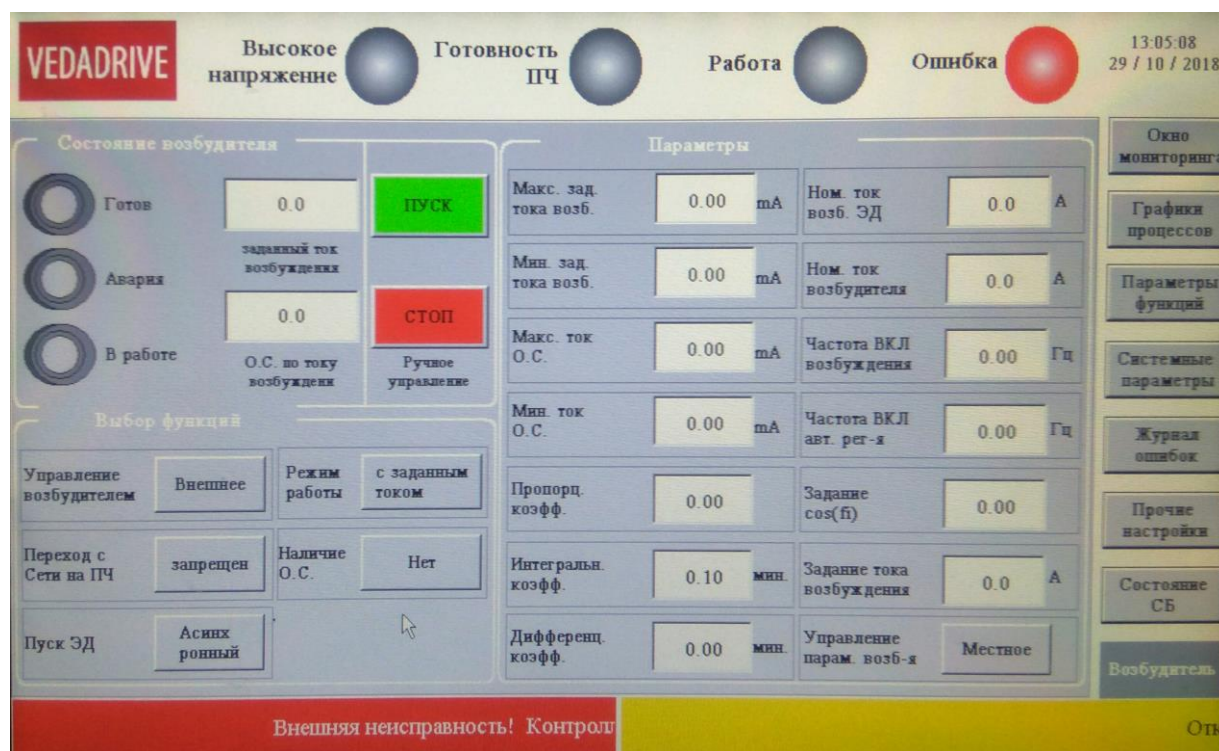 VEDADRIVE
Высокое
напряжение
Готовность
ПЧ
Работа
Ошибка
13:05:08
29 / 10 / 2018
Состояние возбудителя
Готов
0.0
заданный ток
возбуждения
ПУСК
Авария
В работе
0.0
О.С. по току
возбуждени
СТОП
Ручное
управление
Выбор функций
Управление
возбудителем
Внешнее
Режим
работы
с заданным
током
Переход с
Сети на ПЧ
запрещен
Наличие
О.С.
Нет
Пуск ЭД
Асинх
ронный
Параметры
Макс. зад.
тока возб.
0.00 mA
Ном. ток
возб. ЭД
0.0 А
Мин. зад.
тока возб.
0.00 mA
Ном. ток
возбудителя
0.0 А
Макс. ток
О.С.
0.00 mA
Частота ВКЛ
возбуждения
0.00 Гц
Мин. ток
О.С.
0.00 mA
Частота ВКЛ
авт. рег-я
0.00 Гц
Пропорц.
коэфф.
0.00
Задание
cos(fi)
0.00
Интегральн.
коэфф.
0.10 мин.
Задание тока
возбуждения
0.0 А
Дифференц.
коэфф.
0.00 мин.
Управление
парам. возб-я
Местное
Окно
мониторинга
Графики
процессов
Параметры
функций
Системные
параметры
Журнал
ошибок
Прочие
настройки
Состояние
СБ
Возбудитель
Внешняя неисправность! Контролл